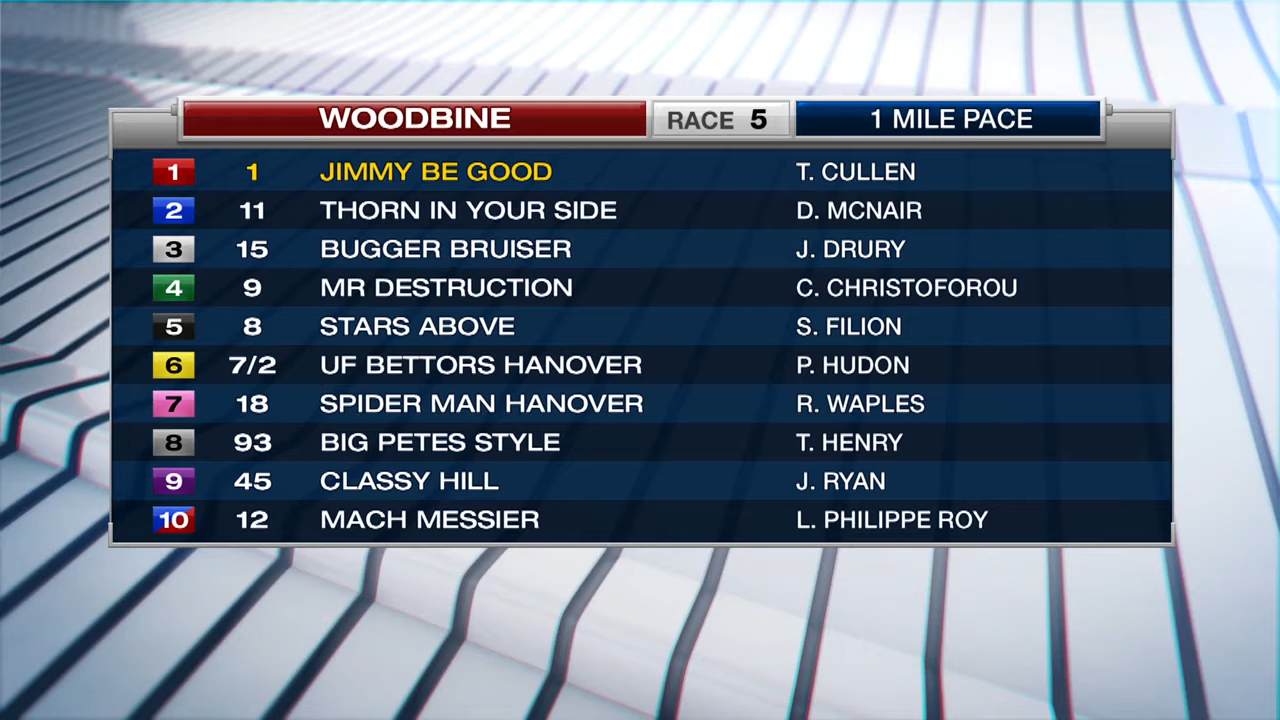 WOODBINE RACE 5 1 MILE PACE
1 1 JIMMY BE GOOD T. CULLEN
2 11 THORN IN YOUR SIDE D. MCNAIR
3 15 BUGGER BRUISER J. DRURY
4 9 MR DESTRUCTION C. CHRISTOFOROU
5 8 STARS ABOVE S. FILION
6 7/2 UF BETTORS HANOVER P. HUDON
7 18 SPIDER MAN HANOVER R. WAPLES
8 93 BIG PETES STYLE T. HENRY
9 45 CLASSY HILL J. RYAN
10 12 MACH MESSIER L. PHILIPPE ROY